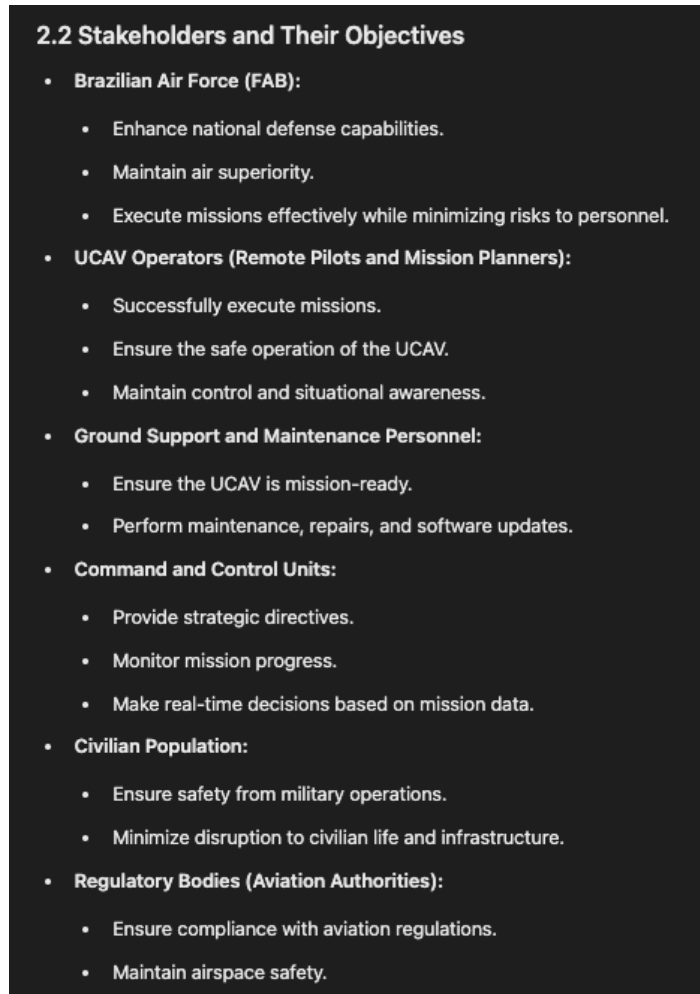 2.2 Stakeholders and Their Objectives
• Brazilian Air Force (FAB):
• Enhance national defense capabilities.
• Maintain air superiority.
• Execute missions effectively while minimizing risks to personnel.
• UCAV Operators (Remote Pilots and Mission Planners):
• Successfully execute missions.
• Ensure the safe operation of the UCAV.
• Maintain control and situational awareness.
• Ground Support and Maintenance Personnel:
• Ensure the UCAV is mission-ready.
• Perform maintenance, repairs, and software updates.
• Command and Control Units:
• Provide strategic directives.
• Monitor mission progress.
• Make real-time decisions based on mission data.
• Civilian Population:
• Ensure safety from military operations.
• Minimize disruption to civilian life and infrastructure.
• Regulatory Bodies (Aviation Authorities):
• Ensure compliance with aviation regulations.
• Maintain airspace safety.